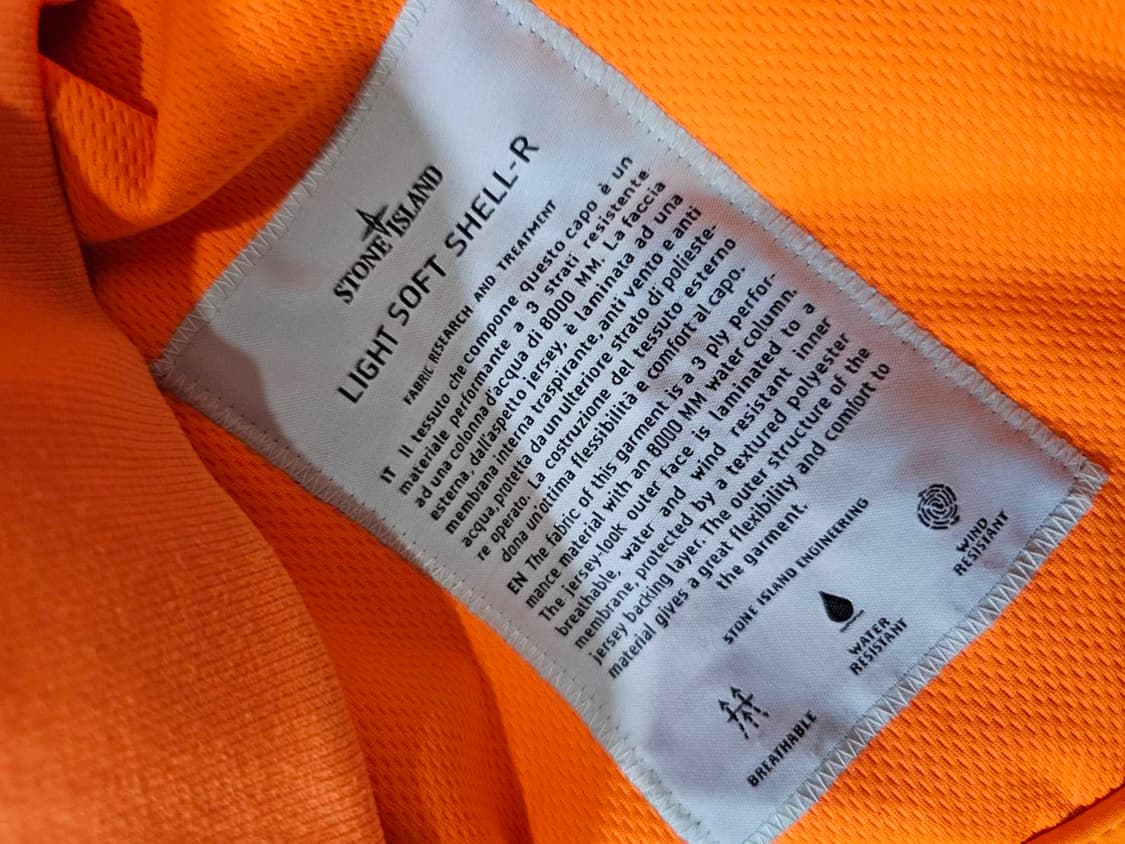 STONE ISLAND
LIGHT SOFT SHELL-R
FABRIC RESEARCH AND TREATMENT
IT Il tessuto che compone questo capo è un
materiale performante a 3 strati resistente
ad una colonna d'acqua di 8000 MM. La faccia
esterna, dall'aspetto jersey, è laminata ad una
membrana interna traspirante, anti vento e anti
acqua,protetta da un ulteriore strato di polieste-
re operato. La costruzione del tessuto esterno
dona un'ottima flessibilità e comfort al capo.
EN The fabric of this garment is a 3 ply perfor-
mance material with an 8000 MM water column.
The jersey-look outer face is laminated to a
breathable, water and wind resistant inner
membrane, protected by a textured polyester
jersey backing layer. The outer structure of the
material gives a great flexibility and comfort to
the garment.
STONE ISLAND ENGINEERING
BREATHABLE
WATER
RESISTANT
WIND
RESISTANT